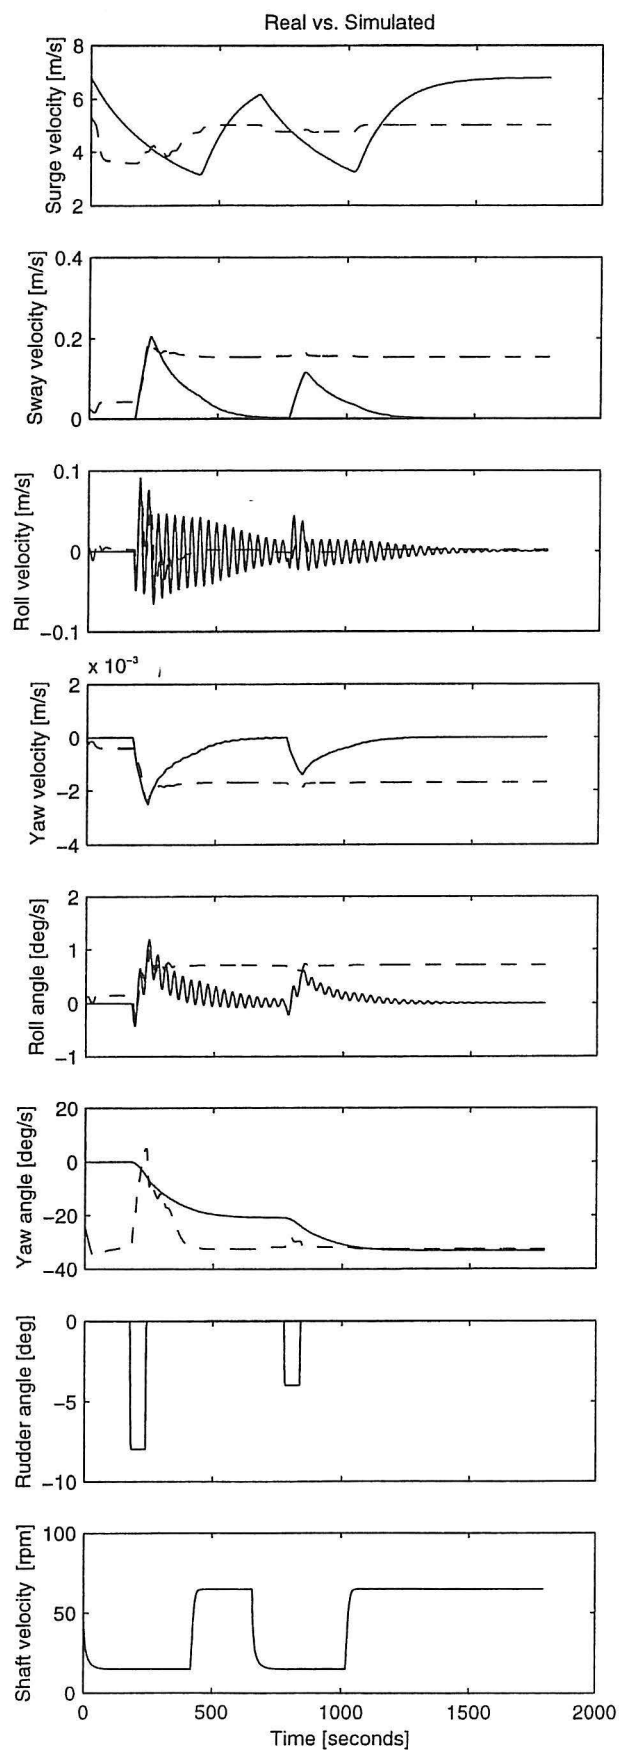 Real vs. Simulated
Surge velocity [m/s]
8
6
4
2
Sway velocity [m/s]
0.4
0.2
0
Roll velocity [m/s]
0.1
0
−0.1
x 10⁻³
Yaw velocity [m/s]
2
0
−2
−4
Roll angle [deg/s]
2
1
0
−1
Yaw angle [deg/s]
20
0
−20
−40
Rudder angle [deg]
0
−5
−10
Shaft velocity [rpm]
100
50
0
0 500 1000 1500 2000
Time [seconds]